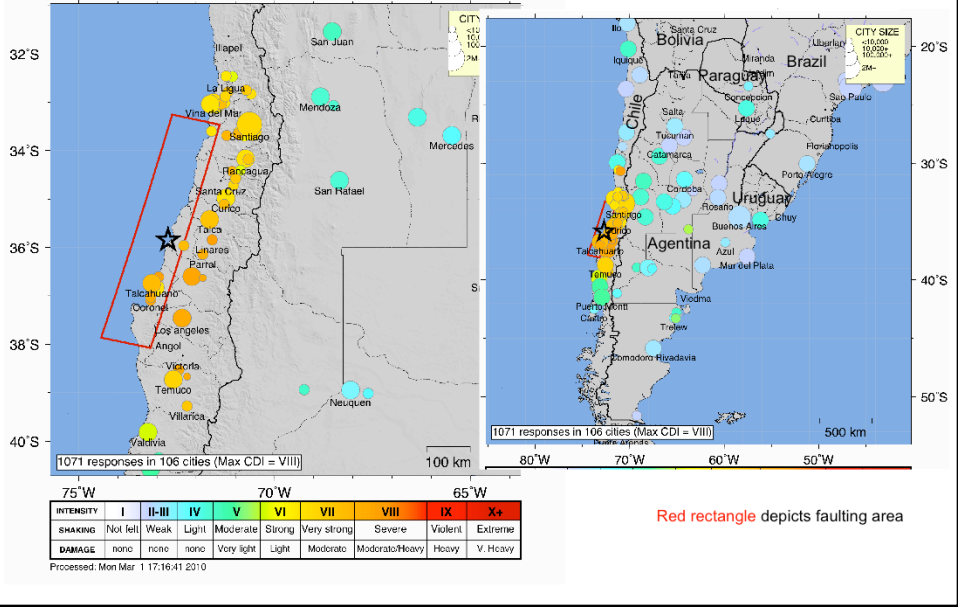 CITY
32°S
34°S
36°S
38°S
40°S
Illapel
San Juan
La Ligua
Vina del Mar
Mendoza
Santiago
Mercedes
Rancagua
Santa Cruz
San Rafael
Curico
Talca
Linares
Parral
Talcahuano
Coronel
Los angeles
Angol
Victoria
Temuco
Villarica
Neuquen
Valdivia
1071 responses in 106 cities (Max CDI = VIII)
100 km
75°W
70°W
65°W
INTENSITY I II-III IV V VI VII VIII IX X+
SHAKING Not felt Weak Light Moderate Strong Very strong Severe Violent Extreme
DAMAGE none none none Very light Light Moderate Moderate/Heavy Heavy V. Heavy
Processed: Mon Mar 1 17:16:41 2010
CITY SIZE
<10,000
10,000+
100,000+
2M+
20°S
30°S
40°S
50°S
Ilo
Santa Cruz
Bolivia
Iquique
Miranda
Brazil
Paraguay
Concepcion
Sao Paulo
Chile
Salta
Curitiba
Tucuman
Florianopolis
Catamarca
Porto Alegre
Cordoba
Rosario
Uruguay
Santiago
Chuy
Buenos Aires
Agentina
Talcahuano
Azul
Mar del Plata
Temuco
Viedma
Puerto Montt
Castro
Trelew
Comodoro Rivadavia
1071 responses in 106 cities (Max CDI = VIII)
500 km
Punta Arenas
80°W
70°W
60°W
50°W
Red rectangle depicts faulting area